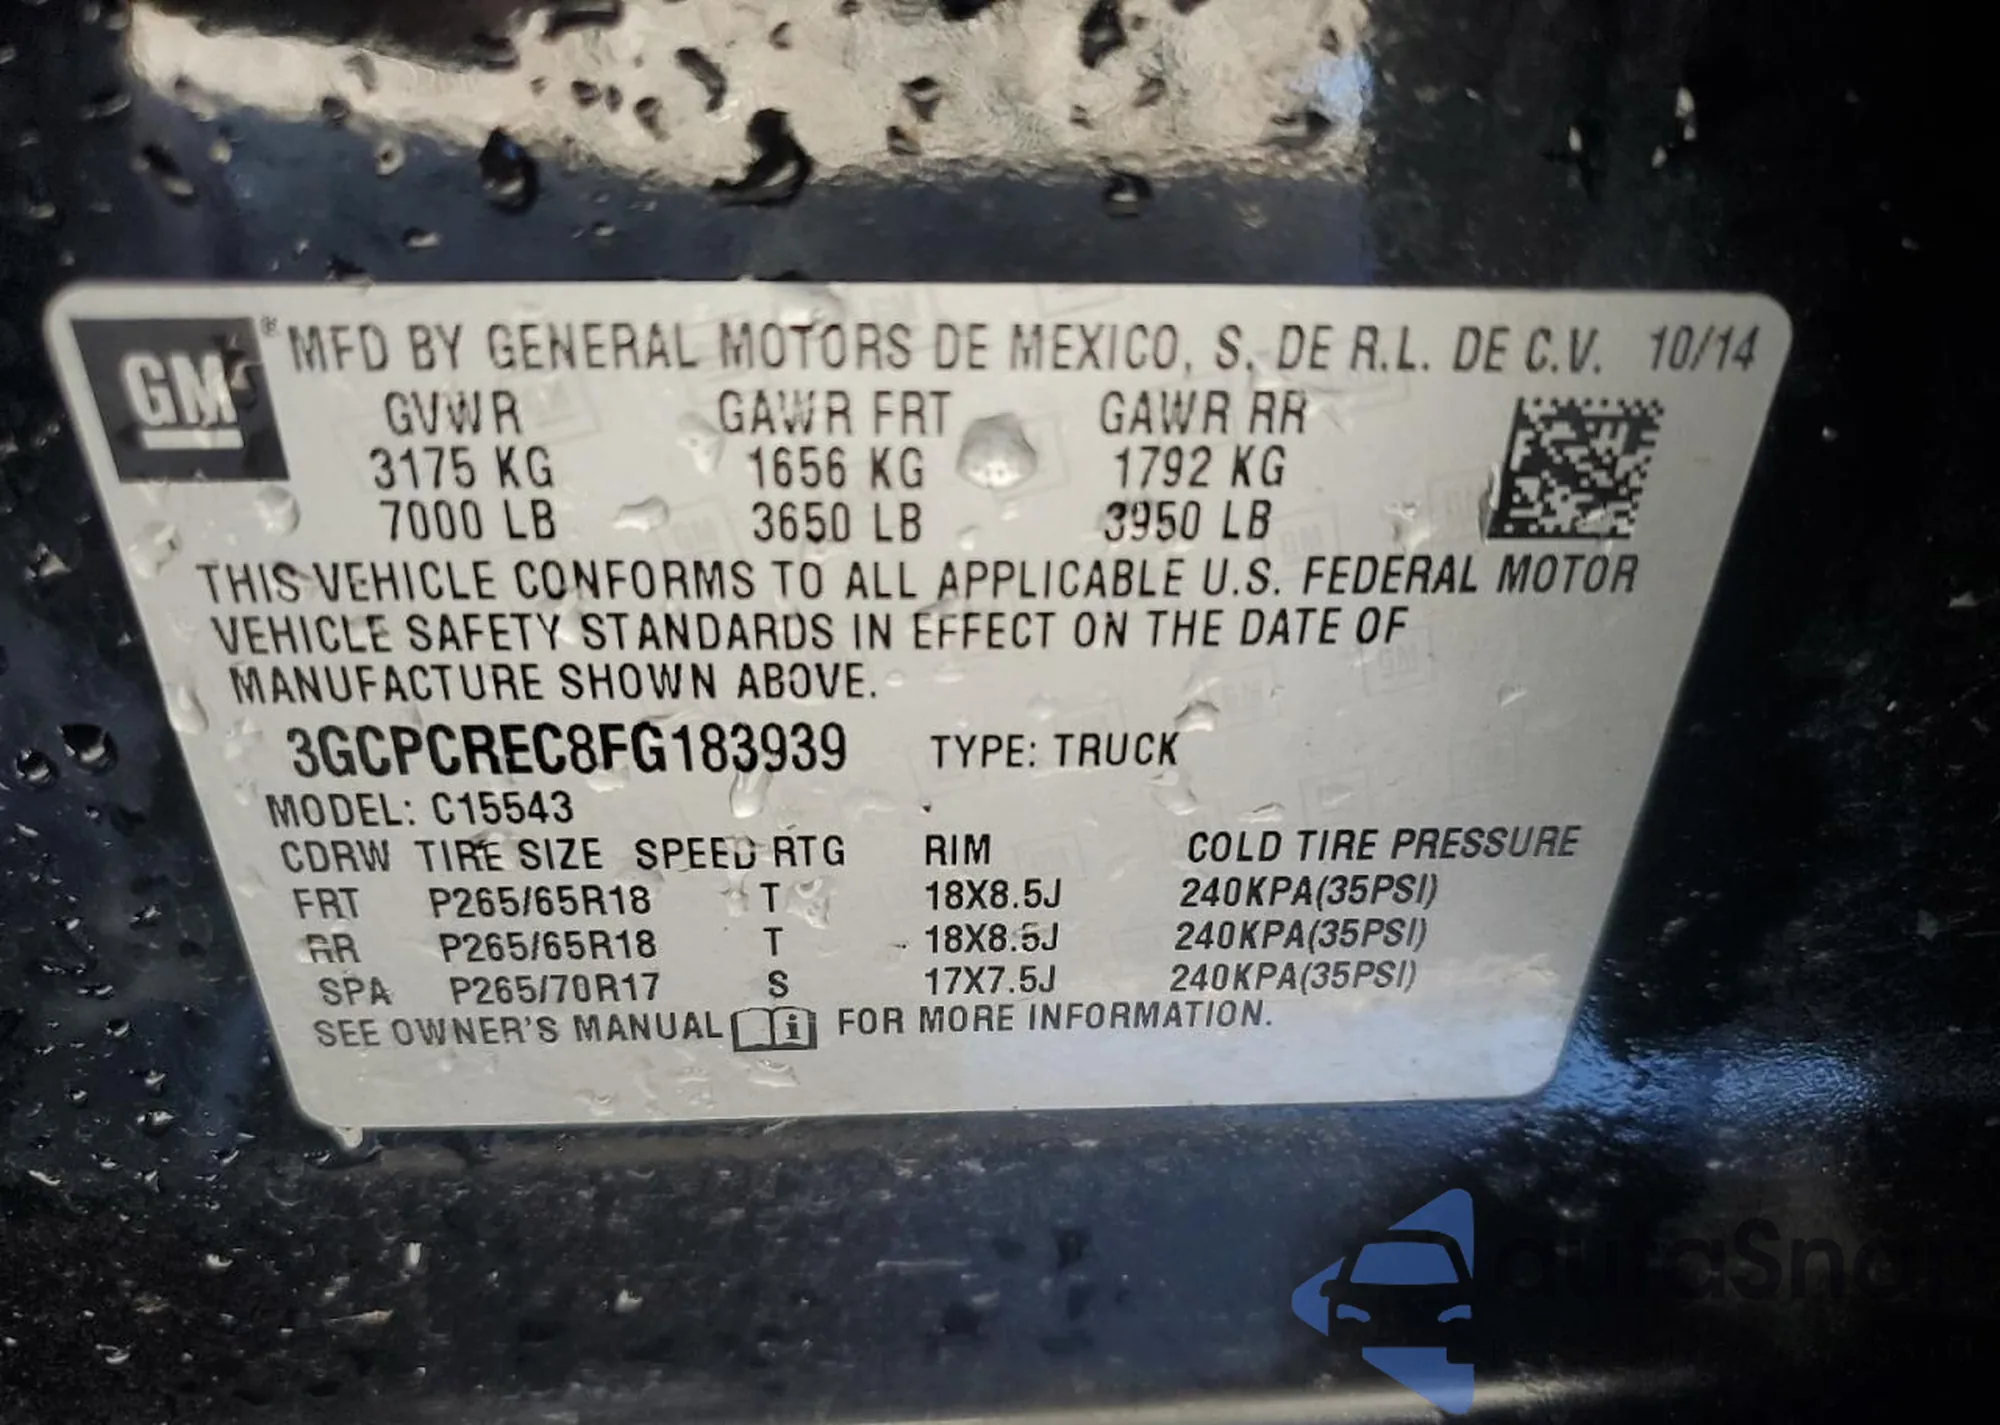 GM ® MFD BY GENERAL MOTORS DE MEXICO, S. DE R.L. DE C.V. 10/14
GVWR GAWR FRT GAWR RR
3175 KG 1656 KG 1792 KG
7000 LB 3650 LB 3950 LB
THIS VEHICLE CONFORMS TO ALL APPLICABLE U.S. FEDERAL MOTOR
VEHICLE SAFETY STANDARDS IN EFFECT ON THE DATE OF
MANUFACTURE SHOWN ABOVE.
3GCPCREC8FG183939 TYPE: TRUCK
MODEL: C15543
CDRW TIRE SIZE SPEED RTG RIM COLD TIRE PRESSURE
FRT P265/65R18 T 18X8.5J 240KPA(35PSI)
RR P265/65R18 T 18X8.5J 240KPA(35PSI)
SPA P265/70R17 S 17X7.5J 240KPA(35PSI)
SEE OWNER'S MANUAL FOR MORE INFORMATION.